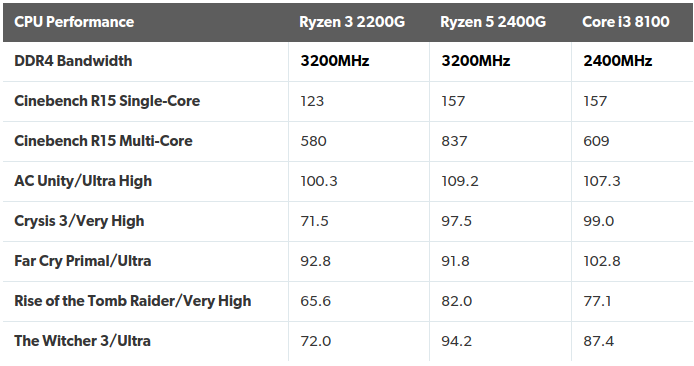 CPU Performance Ryzen 3 2200G Ryzen 5 2400G Core i3 8100
DDR4 Bandwidth 3200MHz 3200MHz 2400MHz
Cinebench R15 Single-Core 123 157 157
Cinebench R15 Multi-Core 580 837 609
AC Unity/Ultra High 100.3 109.2 107.3
Crysis 3/Very High 71.5 97.5 99.0
Far Cry Primal/Ultra 92.8 91.8 102.8
Rise of the Tomb Raider/Very High 65.6 82.0 77.1
The Witcher 3/Ultra 72.0 94.2 87.4